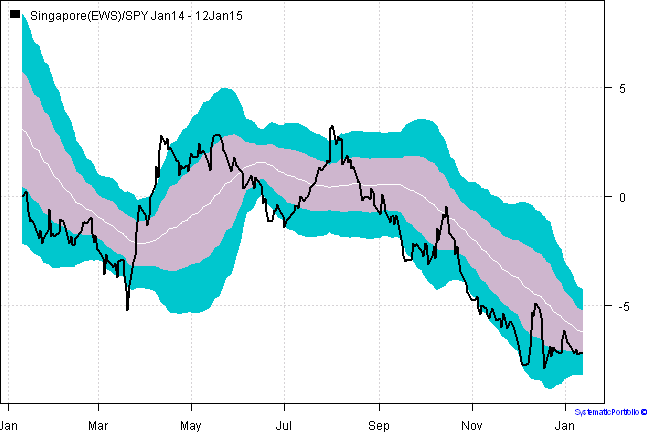 Singapore(EWS)/SPY Jan14 - 12Jan15
5
0
-5
Jan Mar May Jul Sep Nov Jan
SystematicPortfolio ©